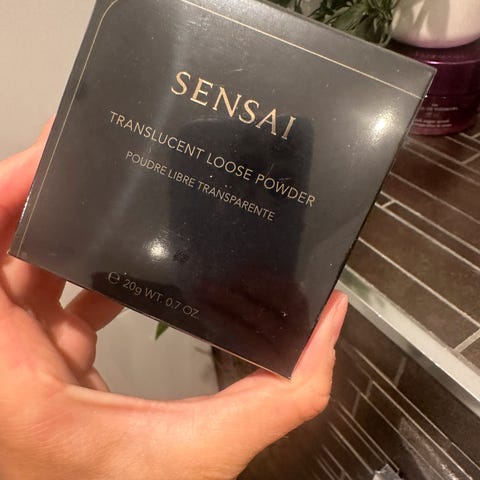 SENSAI
TRANSLUCENT LOOSE POWDER
POUDRE LIBRE TRANSPARENTE
℮ 20g WT. 0.7 OZ.